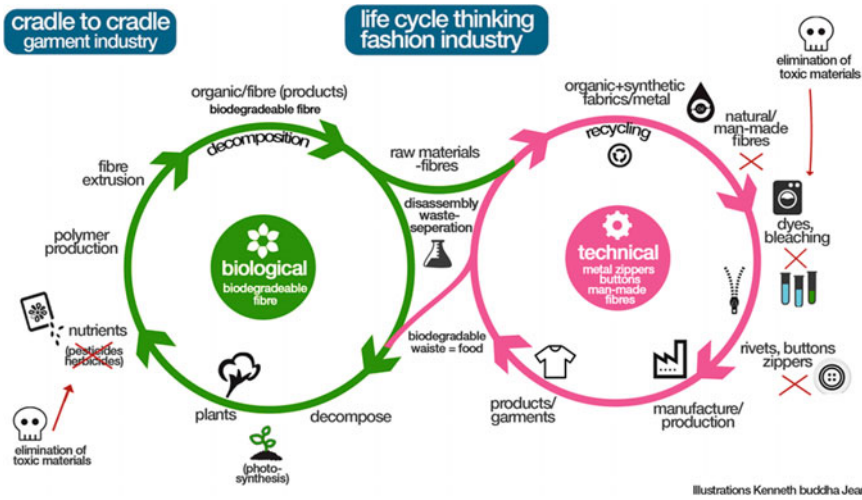 cradle to cradle
garment industry
life cycle thinking
fashion industry
elimination of
toxic materials
organic/fibre (products)
biodegradeable fibre
decomposition
fibre
extrusion
polymer
production
nutrients
(pesticides
herbicides)
elimination of
toxic materials
plants
(photo-
synthesis)
decompose
biological
biodegradeable
fibre
raw materials
-fibres
disassembly
waste-
seperation
biodegradable
waiste = food
organic+synthetic
fabrics/metal
recycling
natural/
man-made
fibres
dyes,
bleaching
technical
metal zippers
buttons
man-made
fibres
rivets, buttons
zippers
manufacture/
production
products/
garments
Illustrations Kenneth buddha Jean